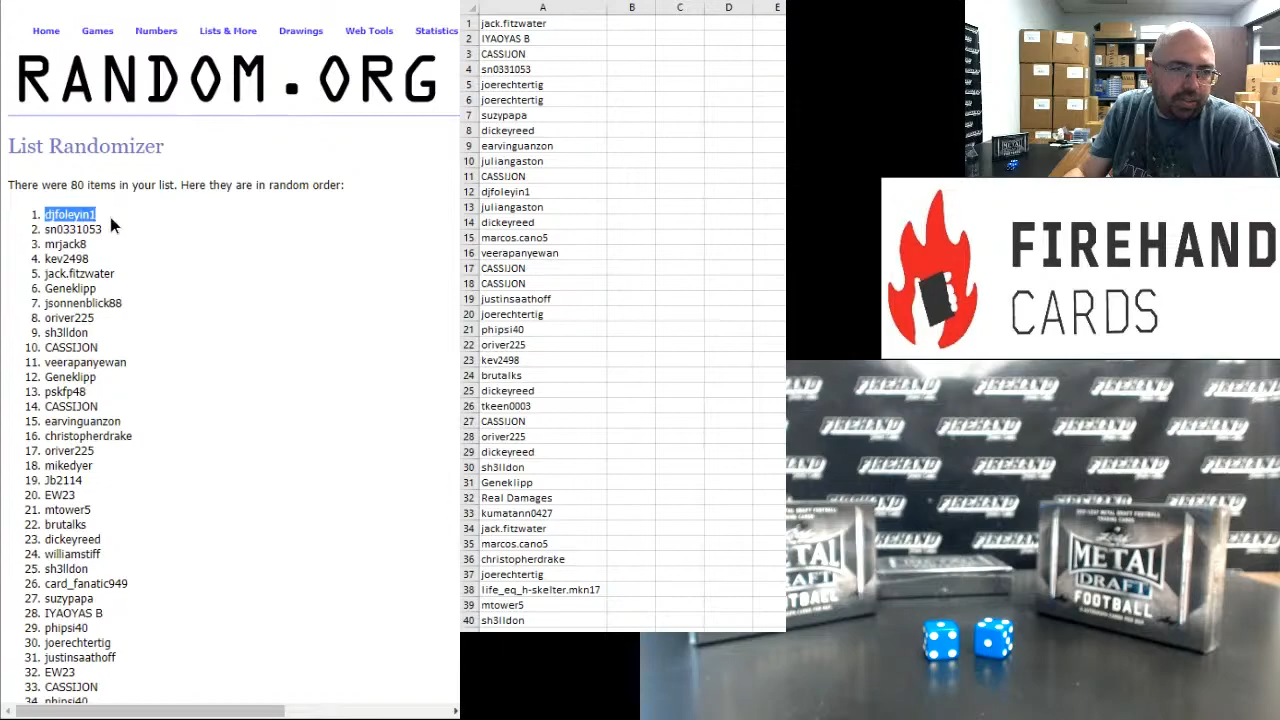 Home Games Numbers Lists & More Drawings Web Tools Statistics
RANDOM.ORG
List Randomizer
There were 80 items in your list. Here they are in random order:
1. djfoleyin1
2. sn0331053
3. mrjack8
4. kev2498
5. jack.fitzwater
6. Geneklipp
7. jsonnenblick88
8. oriver225
9. sh3lldon
10. CASSIJON
11. veerapanyewan
12. Geneklipp
13. pskfp48
14. CASSIJON
15. earvinguanzon
16. christopherdrake
17. oriver225
18. mikedyer
19. Jb2114
20. EW23
21. mtower5
22. brutalks
23. dickeyreed
24. williamstiff
25. sh3lldon
26. card_fanatic949
27. suzypapa
28. IYAOYAS B
29. phipsi40
30. joerechtertig
31. justinsaathoff
32. EW23
33. CASSIJON
34. phipsi40
A B C D E
1 jack.fitzwater
2 IYAOYAS B
3 CASSIJON
4 sn0331053
5 joerechtertig
6 joerechtertig
7 suzypapa
8 dickeyreed
9 earvinguanzon
10 juliangaston
11 CASSIJON
12 djfoleyin1
13 juliangaston
14 dickeyreed
15 marcos.cano5
16 veerapanyewan
17 CASSIJON
18 CASSIJON
19 justinsaathoff
20 joerechtertig
21 phipsi40
22 oriver225
23 kev2498
24 brutalks
25 dickeyreed
26 tkeen0003
27 CASSIJON
28 oriver225
29 dickeyreed
30 sh3lldon
31 Geneklipp
32 Real Damages
33 kumatann0427
34 jack.fitzwater
35 marcos.cano5
36 christopherdrake
37 joerechtertig
38 life_eq_h-skelter.mkn17
39 mtower5
40 sh3lldon
FIREHAND
CARDS
METAL
DRAFT
FOOTBALL